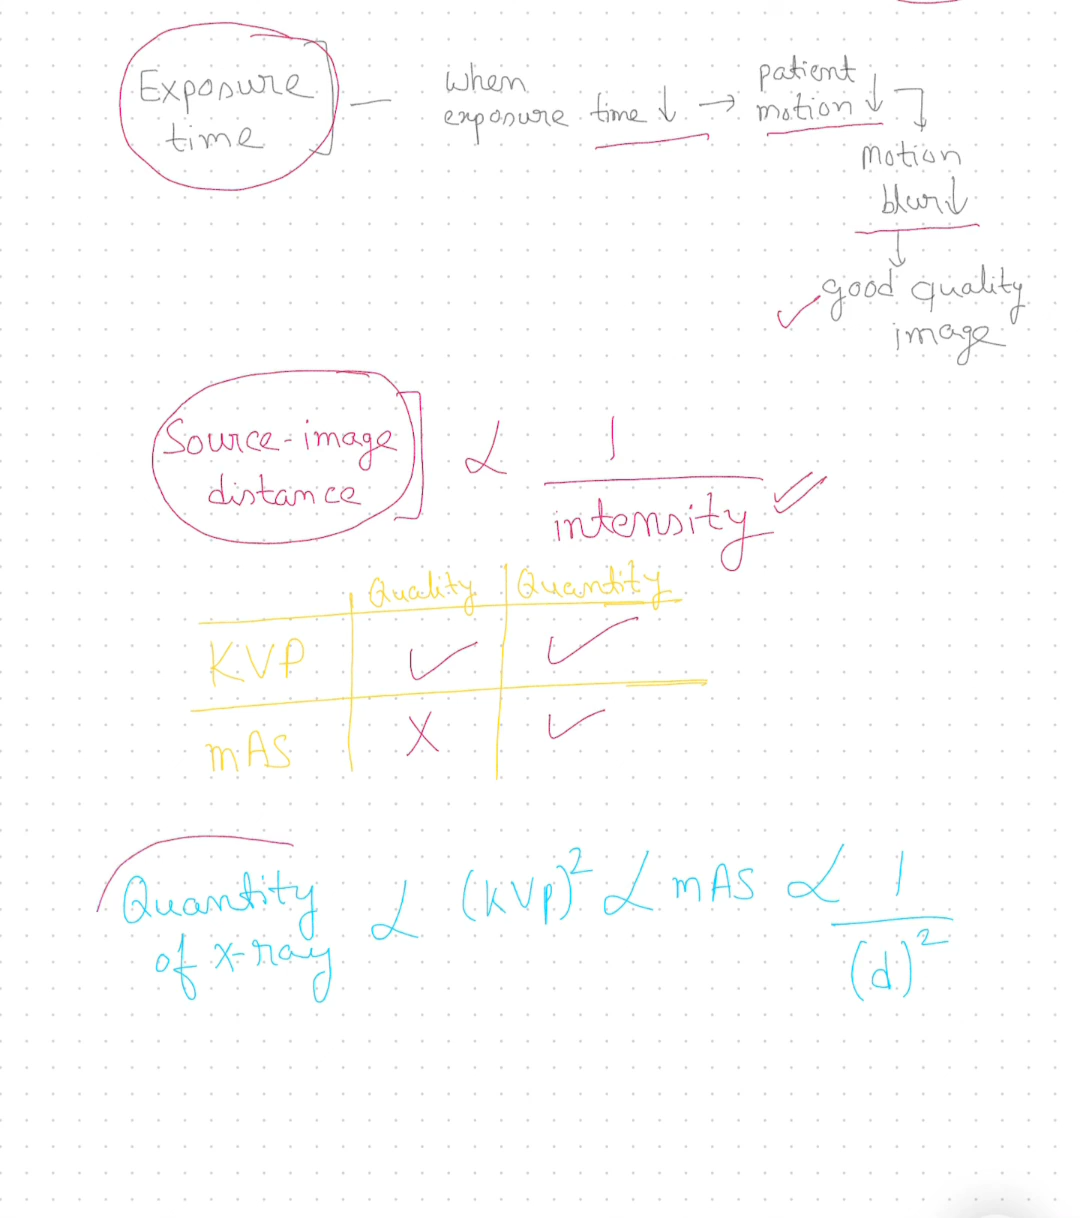 Exposure
time
— when
exposure time ↓ → patient
motion ↓
motion
blur ↓
↓
✓ good quality
image
Source-image
distance
∝ 1
intensity ✓
Quality Quantity
KVP ✓ ✓
mAS X ✓
Quantity
of x-ray ∝ (KVp)² ∝ mAS ∝ 1
(d)²